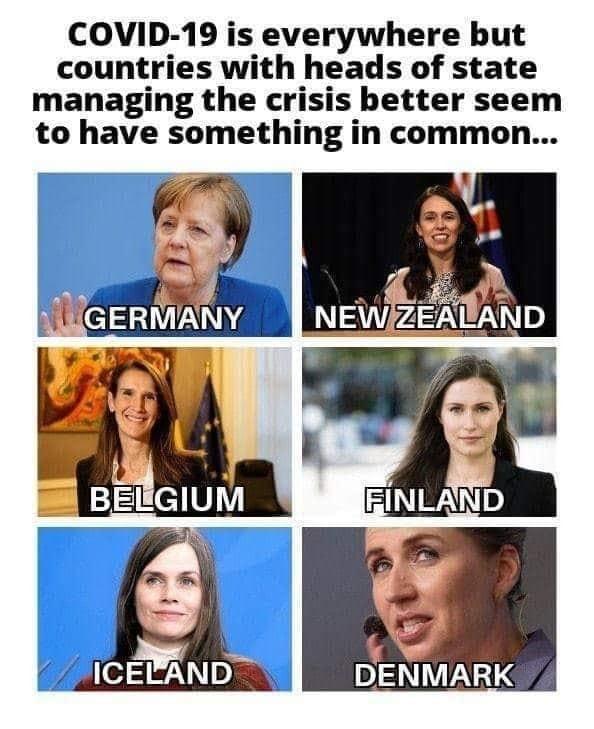 COVID-19 is everywhere but
countries with heads of state
managing the crisis better seem
to have something in common...
GERMANY
NEW ZEALAND
BELGIUM
FINLAND
ICELAND
DENMARK